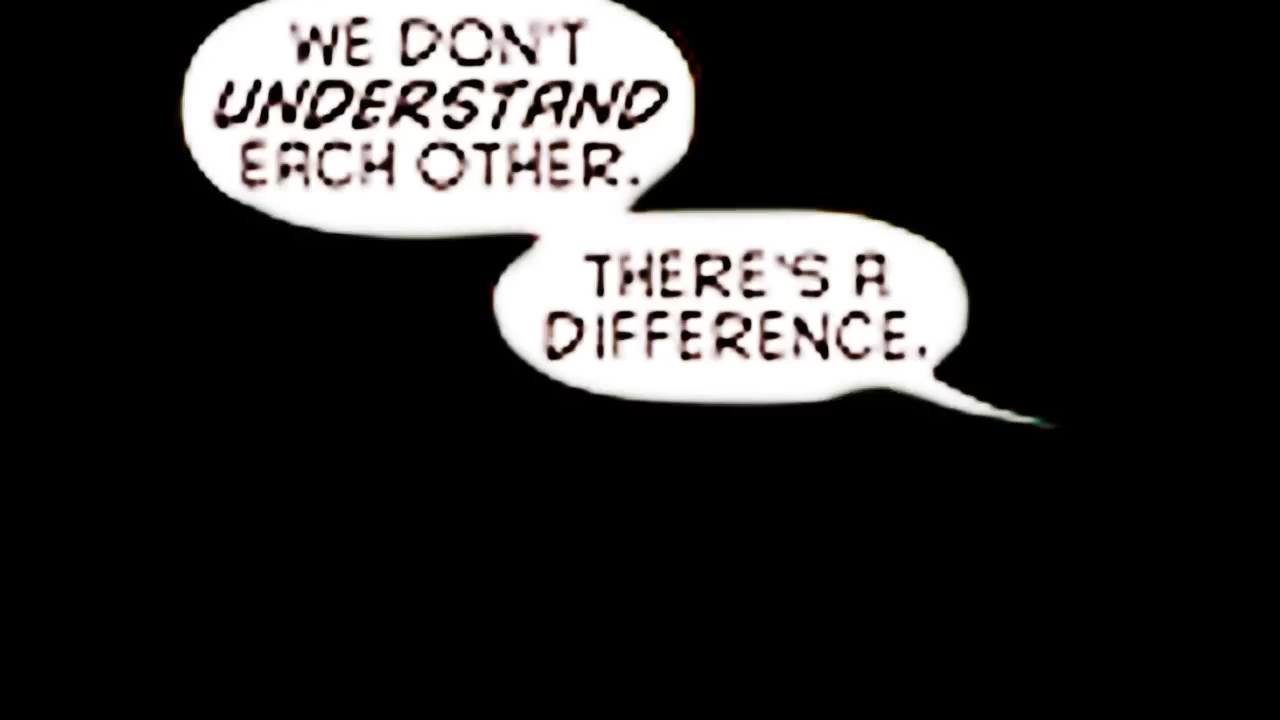 WE DON'T
UNDERSTAND
EACH OTHER.
THERE'S A
DIFFERENCE.